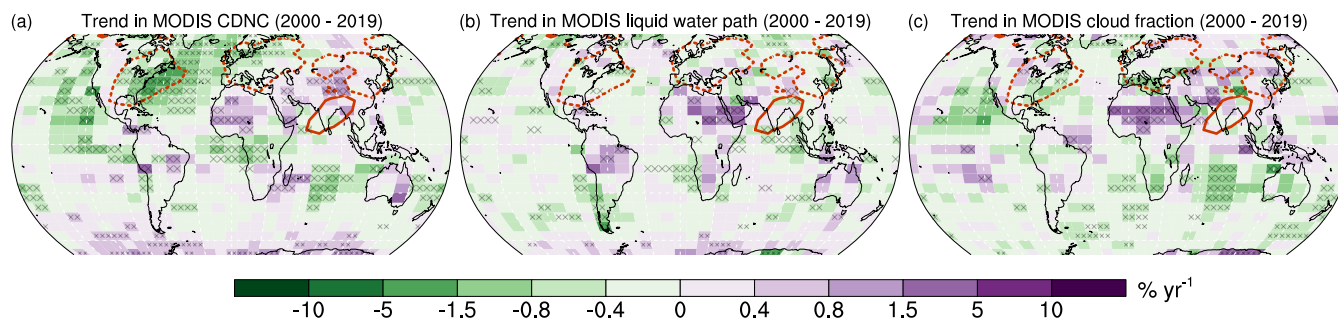 (a) Trend in MODIS CDNC (2000 - 2019)
(b) Trend in MODIS liquid water path (2000 - 2019)
(c) Trend in MODIS cloud fraction (2000 - 2019)
-10 -5 -1.5 -0.8 -0.4 0 0.4 0.8 1.5 5 10 % yr⁻¹